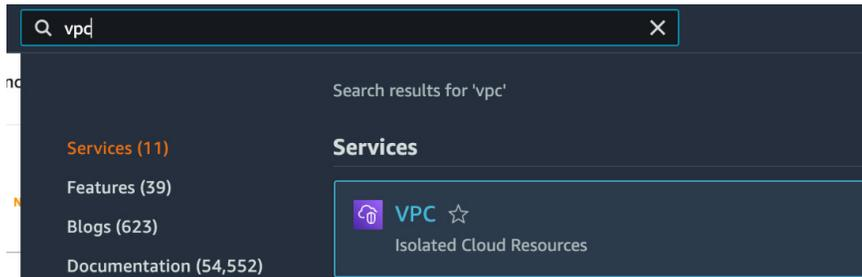 vpc
Search results for 'vpc'
Services (11)
Features (39)
Blogs (623)
Documentation (54,552)
Services
VPC
Isolated Cloud Resources